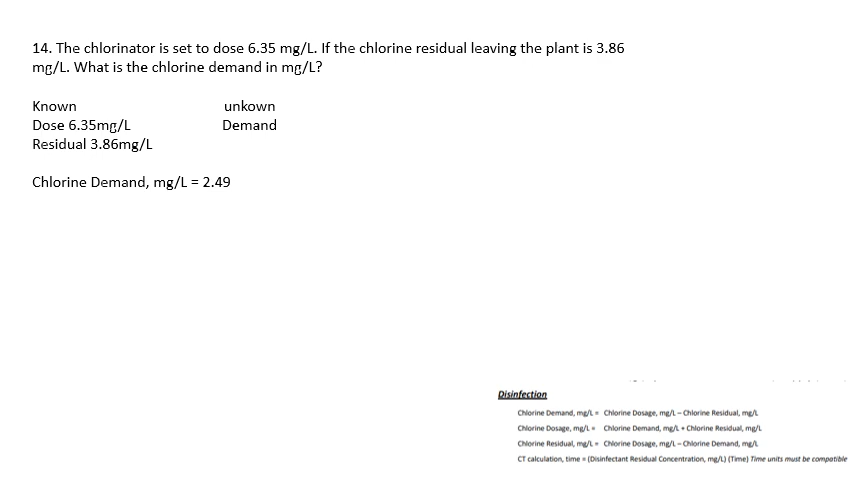 14. The chlorinator is set to dose 6.35 mg/L. If the chlorine residual leaving the plant is 3.86
mg/L. What is the chlorine demand in mg/L?
Known unkown
Dose 6.35mg/L Demand
Residual 3.86mg/L
Chlorine Demand, mg/L = 2.49
Disinfection
Chlorine Demand, mg/L = Chlorine Dosage, mg/L – Chlorine Residual, mg/L
Chlorine Dosage, mg/L = Chlorine Demand, mg/L + Chlorine Residual, mg/L
Chlorine Residual, mg/L = Chlorine Dosage, mg/L – Chlorine Demand, mg/L
CT calculation, time = (Disinfectant Residual Concentration, mg/L) (Time) Time units must be compatible